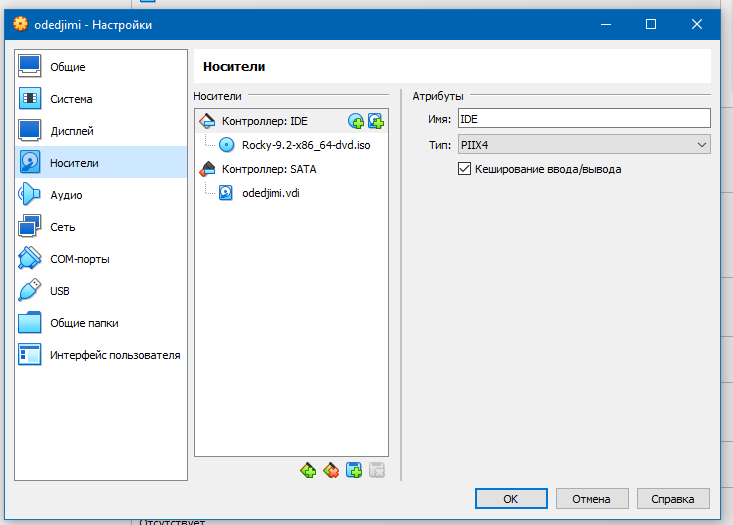 odedjimi - Настройки
Общие
Система
Дисплей
Носители
Аудио
Сеть
COM-порты
USB
Общие папки
Интерфейс пользователя
Носители
Носители
Контроллер: IDE
Rocky-9.2-x86_64-dvd.iso
Контроллер: SATA
odedjimi.vdi
Атрибуты
Имя: IDE
Тип: PIIX4
Кеширование ввода/вывода
OK
Отмена
Справка
Отсутствует